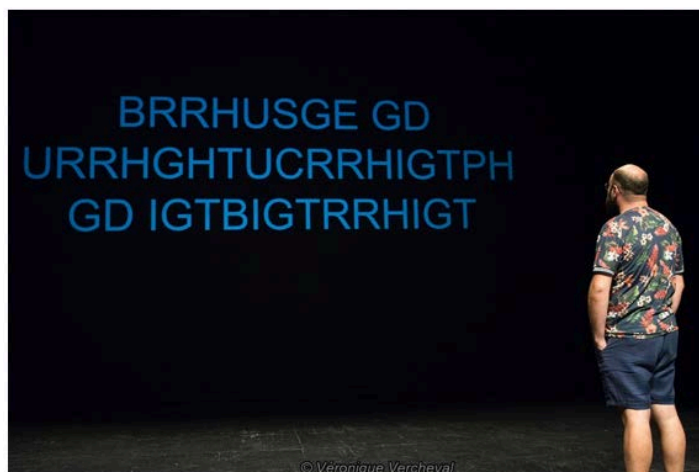 BRRHUSGE GD
URRHGHTUCRRHIGTPH
GD IGTBIGTRRHIGT
© Véronique Vercheval